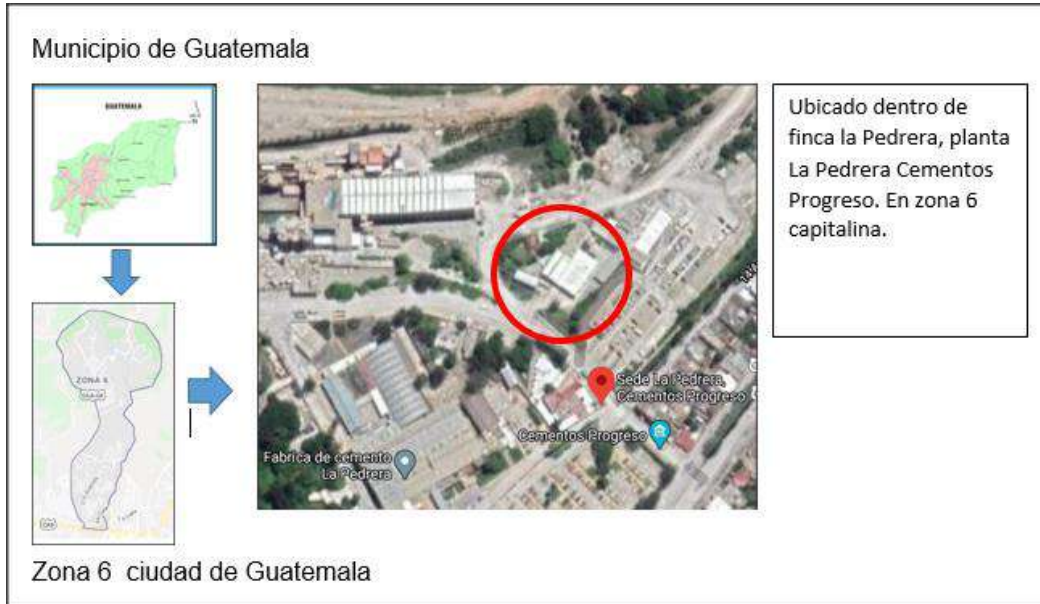 Municipio de Guatemala
GUATEMALA
Ubicado dentro de
finca la Pedrera, planta
La Pedrera Cementos
Progreso. En zona 6
capitalina.
ZONA 6
Sede La Pedrera,
Cementos Progreso
Cementos Progreso
Fabrica de cemento
La Pedrera
Zona 6 ciudad de Guatemala